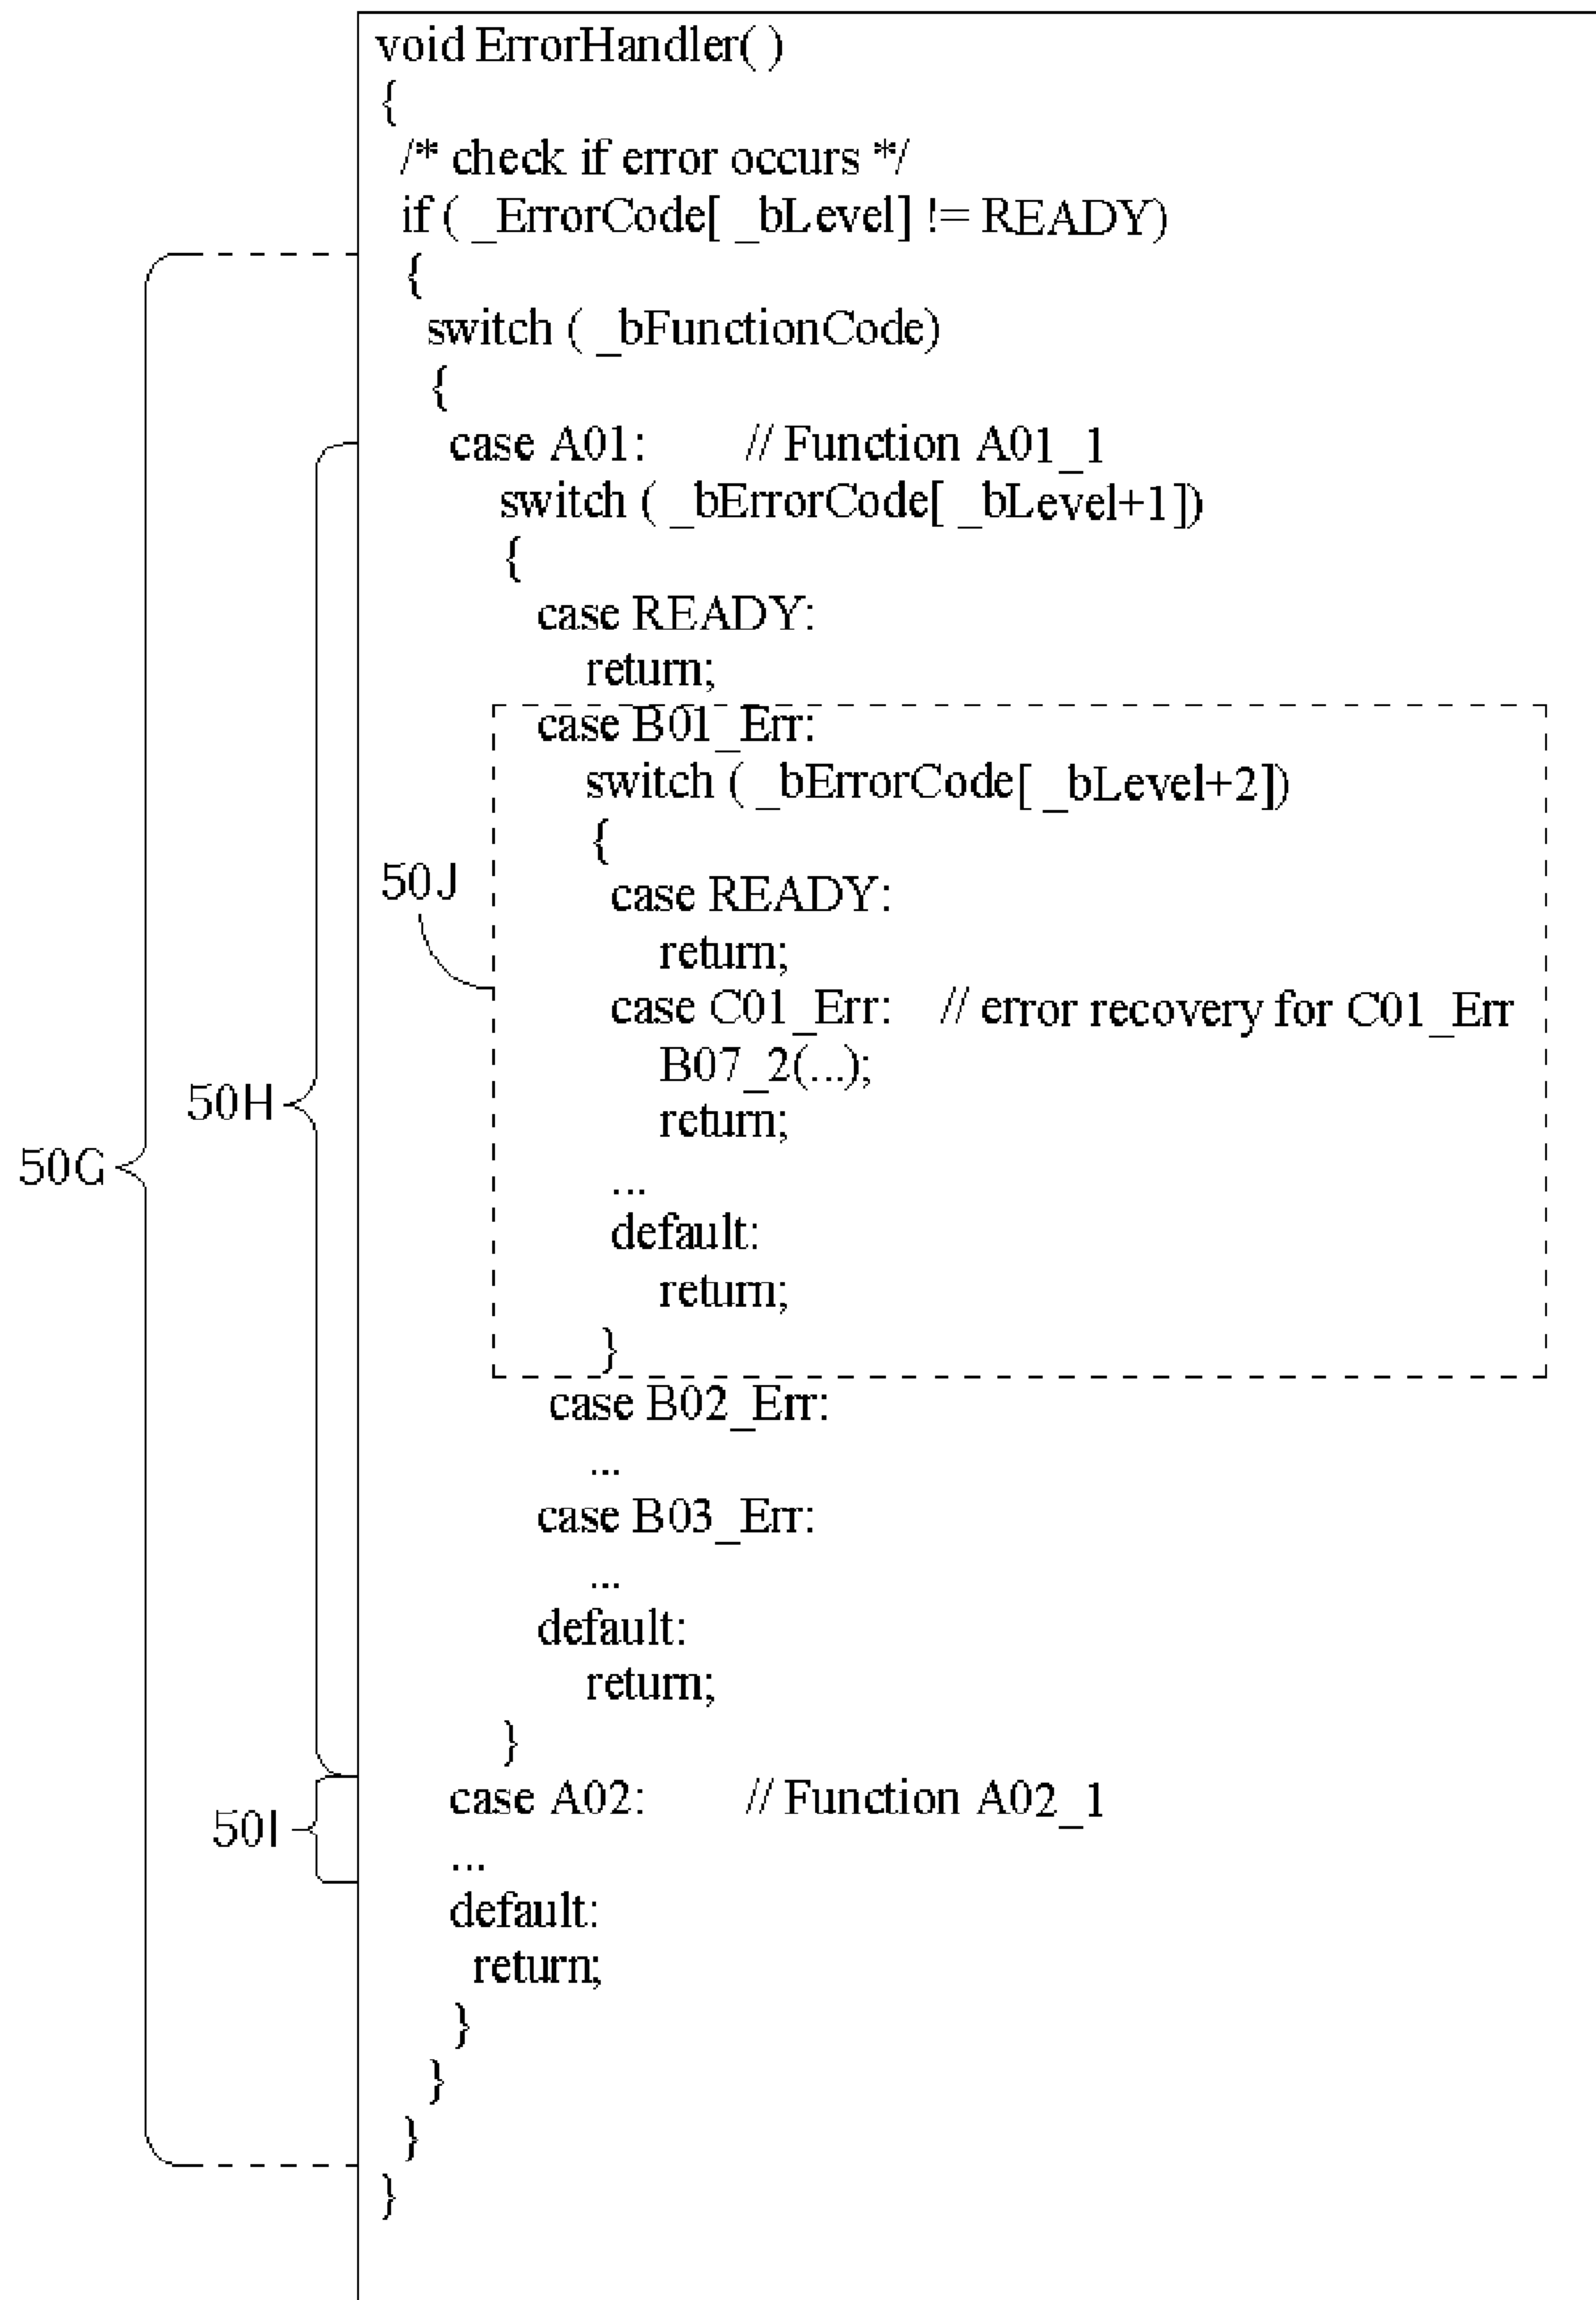 void ErrorHandler( )
{
/* check if error occurs */
if ( _ErrorCode[ _bLevel] != READY)
{
switch ( _bFunctionCode)
{
case A01: // Function A01_1
switch ( _bErrorCode[ _bLevel+1])
{
case READY:
return;
case B01_Err:
switch ( _bErrorCode[ _bLevel+2])
{
50J
case READY:
return;
case C01_Err: // error recovery for C01_Err
B07_2(...);
50H
return;
50G
...
default:
return;
}
case B02_Err:
...
case B03_Err:
...
default:
return;
}
case A02: // Function A02_1
50I
...
default:
return;
}
}
}
}